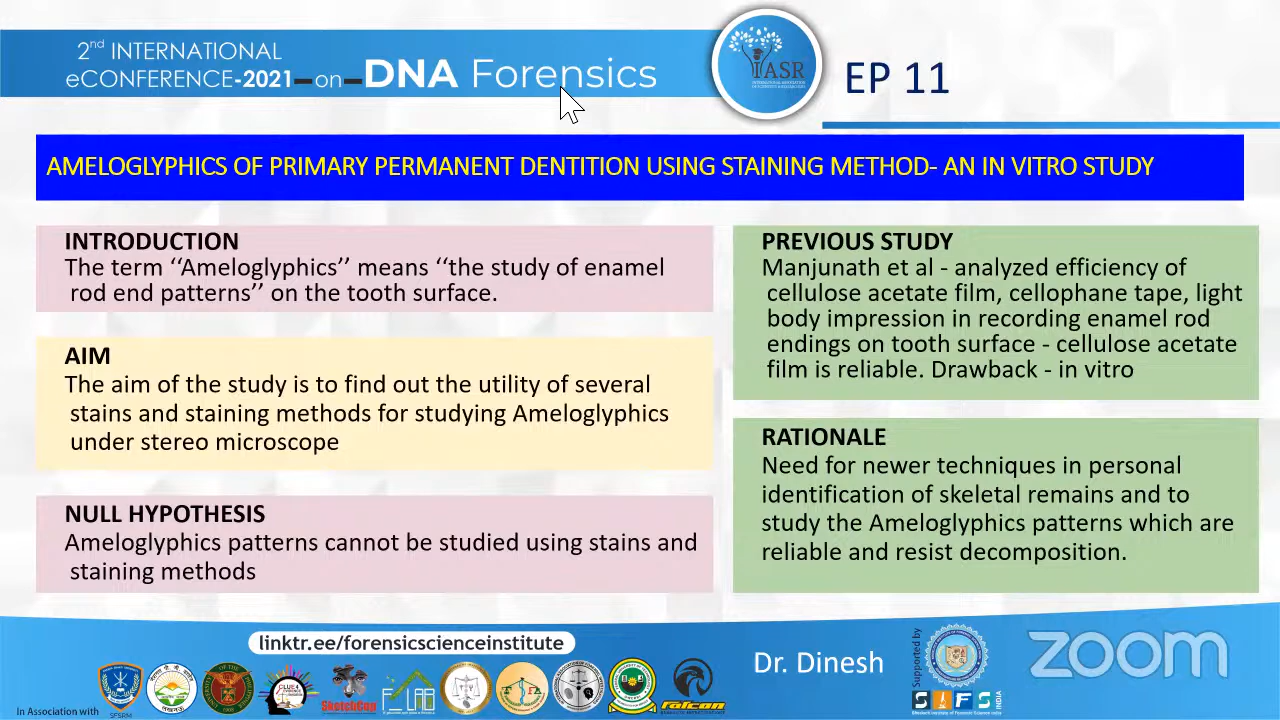 2nd INTERNATIONAL
eCONFERENCE-2021 on DNA Forensics
IASR
EP 11
AMELOGLYPHICS OF PRIMARY PERMANENT DENTITION USING STAINING METHOD- AN IN VITRO STUDY
INTRODUCTION
The term ‘‘Ameloglyphics’’ means ‘‘the study of enamel
rod end patterns’’ on the tooth surface.
AIM
The aim of the study is to find out the utility of several
stains and staining methods for studying Ameloglyphics
under stereo microscope
NULL HYPOTHESIS
Ameloglyphics patterns cannot be studied using stains and
staining methods
PREVIOUS STUDY
Manjunath et al - analyzed efficiency of
cellulose acetate film, cellophane tape, light
body impression in recording enamel rod
endings on tooth surface - cellulose acetate
film is reliable. Drawback - in vitro
RATIONALE
Need for newer techniques in personal
identification of skeletal remains and to
study the Ameloglyphics patterns which are
reliable and resist decomposition.
linktr.ee/forensicscienceinstitute
In Association with
SFSRM
SketchCop
falcon
Dr. Dinesh
Supported by
SIFS
INDIA
zoom